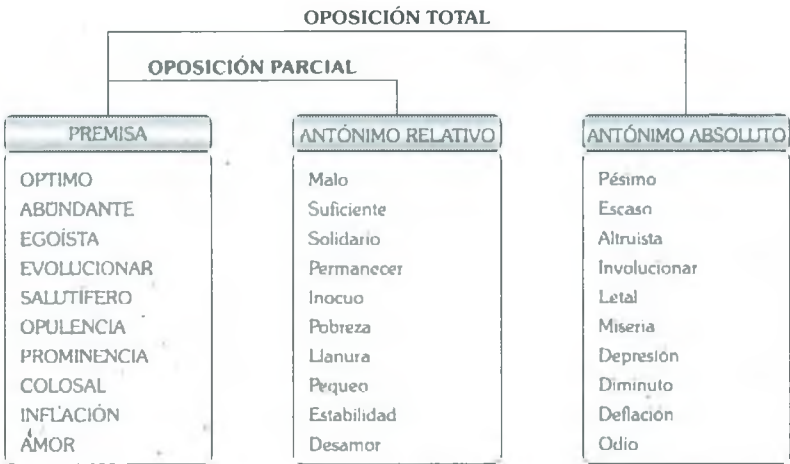 OPOSICIÓN TOTAL
OPOSICIÓN PARCIAL
PREMISA ANTÓNIMO RELATIVO ANTÓNIMO ABSOLUTO
OPTIMO Malo Pésimo
ABUNDANTE Suficiente Escaso
EGOÍSTA Solidario Altruista
EVOLUCIONAR Permanecer Involucionar
SALUTIFERO Inocuo Letal
OPULENCIA Pobreza Miseria
PROMINENCIA Llanura Depresión
COLOSAL Pequeo Diminuto
INFLACIÓN Estabilidad Deflación
AMOR Desamor Odio